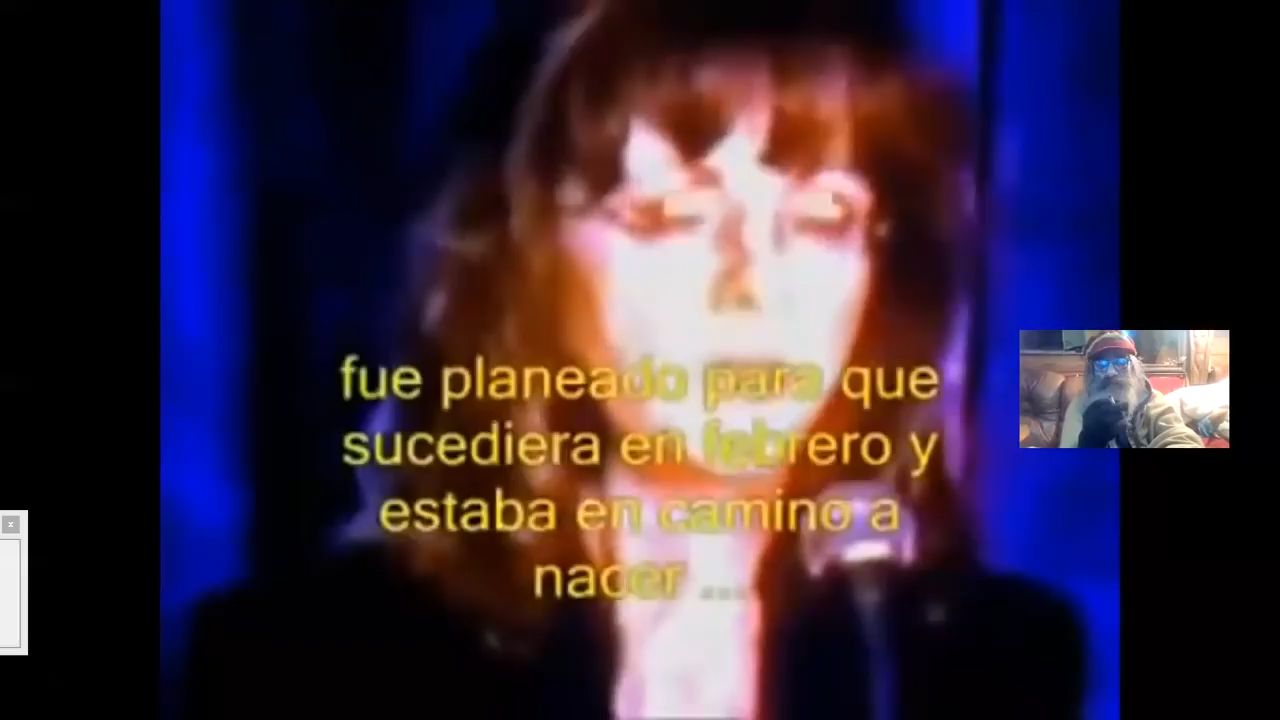 fue planeado para que
sucediera en febrero y
estaba en camino a
nacer ...